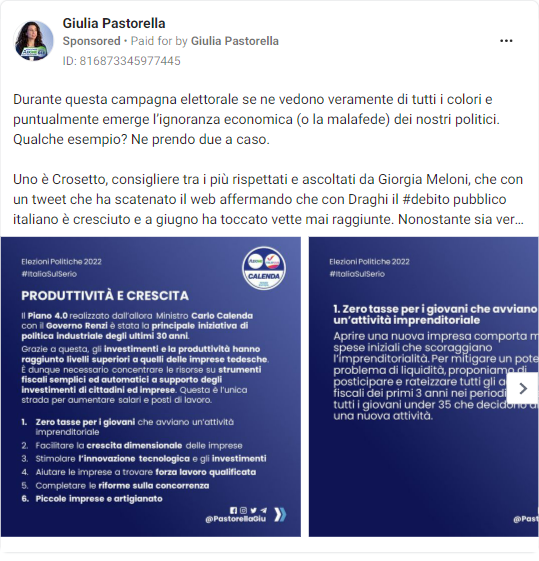 Giulia Pastorella
Sponsored • Paid for by Giulia Pastorella
ID: 816873345977445
Durante questa campagna elettorale se ne vedono veramente di tutti i colori e
puntualmente emerge l'ignoranza economica (o la malafede) dei nostri politici.
Qualche esempio? Ne prendo due a caso.
Uno è Crosetto, consigliere tra i più rispettati e ascoltati da Giorgia Meloni, che con
un tweet che ha scatenato il web affermando che con Draghi il #debito pubblico
italiano è cresciuto e a giugno ha toccato vette mai raggiunte. Nonostante sia ver...
Elezioni Politiche 2022
#ItaliaSulSerio
CALENDA
PRODUTTIVITÀ E CRESCITA
Il Piano 4.0 realizzato dall'allora Ministro Carlo Calenda
con il Governo Renzi è stata la principale iniziativa di
politica industriale degli ultimi 30 anni.
Grazie a questa, gli investimenti e la produttività hanno
raggiunto livelli superiori a quelli delle imprese tedesche.
È dunque necessario concentrare le risorse su strumenti
fiscali semplici ed automatici a supporto degli
investimenti di cittadini ed imprese. Questa è l'unica
strada per aumentare salari e posti di lavoro.
1. Zero tasse per i giovani che avviano un'attività
imprenditoriale
2. Facilitare la crescita dimensionale delle imprese
3. Stimolare l'innovazione tecnologica e gli investimenti
4. Aiutare le imprese a trovare forza lavoro qualificata
5. Completare le riforme sulla concorrenza
6. Piccole imprese e artigianato
@PastorellaGiu
Elezioni Politiche 2022
#ItaliaSulSerio
1. Zero tasse per i giovani che avviano
un'attività imprenditoriale
Aprire una nuova impresa comporta m
spese iniziali che scoraggiano
l'imprenditorialità. Per mitigare un pote
problema di liquidità, proponiamo di
posticipare e rateizzare tutti gli a
fiscali dei primi 3 anni nei periodi
tutti i giovani under 35 che decidono di
una nuova attività.
@Past